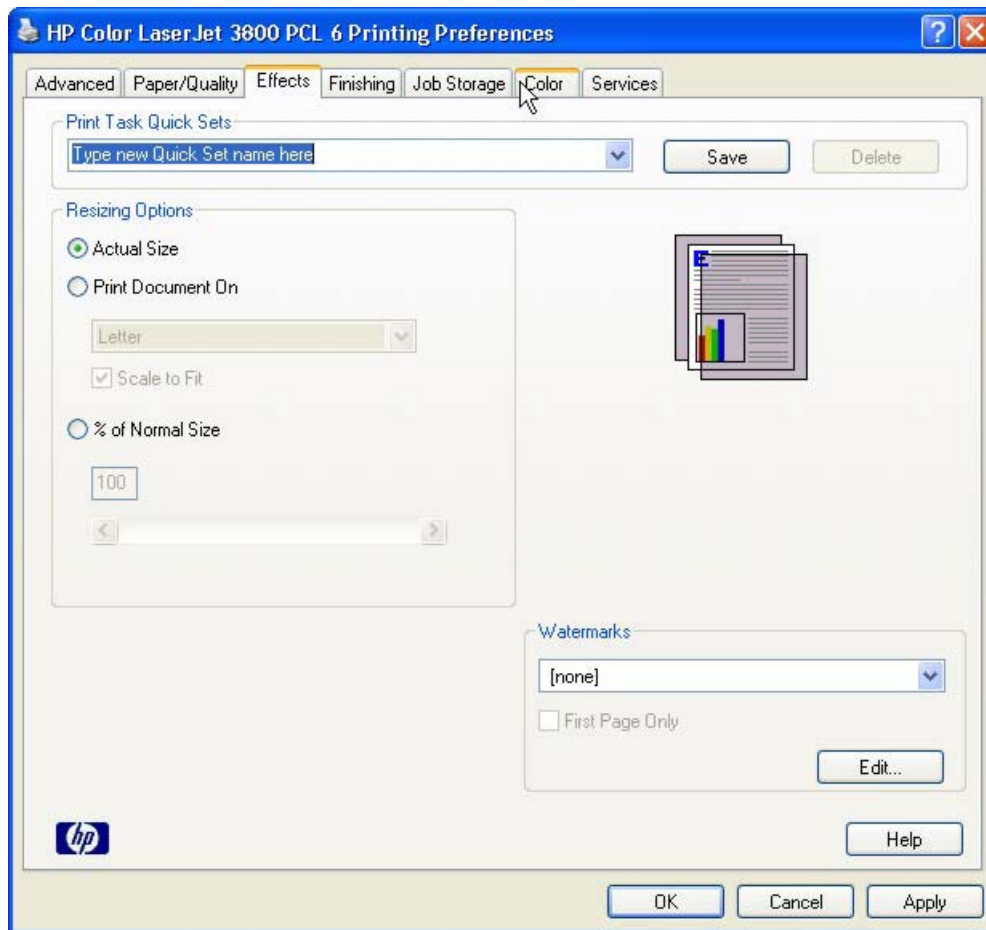 HP Color LaserJet 3800 PCL 6 Printing Preferences
Advanced Paper/Quality Effects Finishing Job Storage Color Services
Print Task Quick Sets
Type new Quick Set name here Save Delete
Resizing Options
Actual Size
Print Document On
Letter
Scale to Fit
% of Normal Size
100
E
Watermarks
[none]
First Page Only
Edit...
hp
Help
OK Cancel Apply